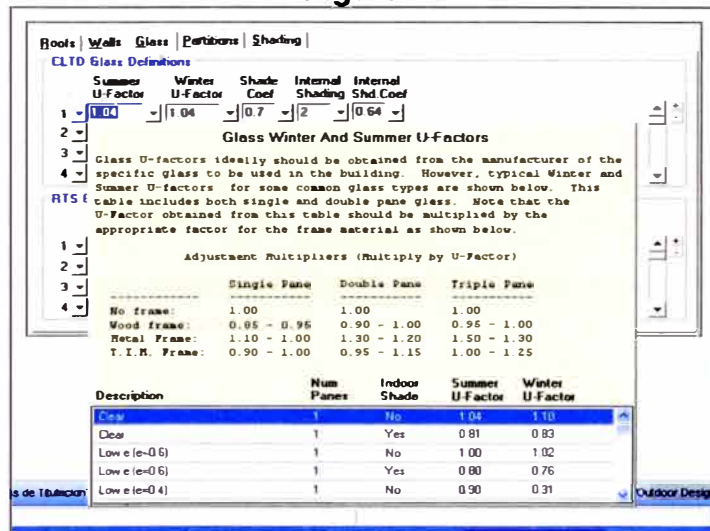 Roofs Walls Glass Partitions Shading
CLTD Glass Definitions
Summer U-Factor Winter U-Factor Shade Coef Internal Shading Internal Shd.Coef
1 1.04 1.04 0.7 2 0.64
2
3
4
Glass Winter And Summer U-Factors
Glass U-factors ideally should be obtained from the manufacturer of the
specific glass to be used in the building. However, typical Winter and
Summer U-factors for some common glass types are shown below. This
table includes both single and double pane glass. Note that the
U-Factor obtained from this table should be multiplied by the
appropriate factor for the frame material as shown below.
RTS
1
2
3
4
Adjustment Multipliers (Multiply by U-Factor)
Single Pane Double Pane Triple Pane
------------ ----------- ----------- -----------
No frame: 1.00 1.00 1.00
Wood frame: 0.85 - 0.95 0.90 - 1.00 0.95 - 1.00
Metal Frame: 1.10 - 1.00 1.30 - 1.20 1.50 - 1.30
T.I.M. Frame: 0.90 - 1.00 0.95 - 1.15 1.00 - 1.25
Description Num Panes Indoor Shade Summer U-Factor Winter U-Factor
Clear 1 No 1.04 1.10
Clear 1 Yes 0.81 0.83
Low e (e=0.6) 1 No 1.00 1.02
Low e (e=0.6) 1 Yes 0.80 0.76
Low e (e=0.4) 1 No 0.90 0.31
s de Titulacion
Outdoor Desig